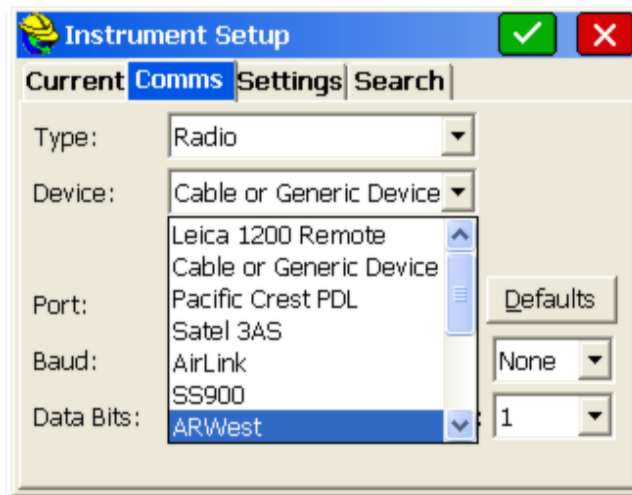 Instrument Setup
Current Comms Settings Search
Type: Radio
Device: Cable or Generic Device
Leica 1200 Remote
Cable or Generic Device
Pacific Crest PDL
Satel 3AS
AirLink
SS900
ARWest
Port: Defaults
Baud: None
Data Bits: : 1